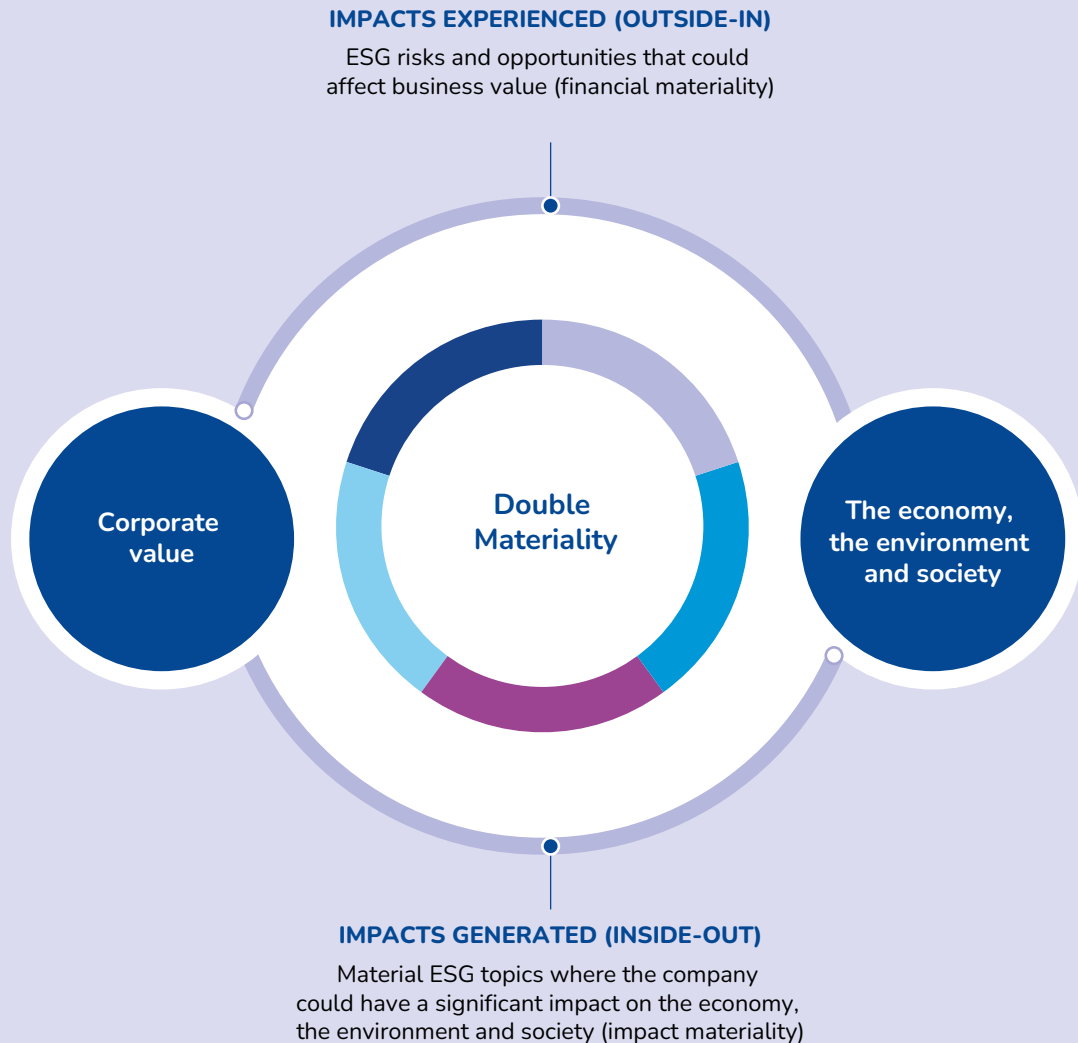 IMPACTS EXPERIENCED (OUTSIDE-IN)
ESG risks and opportunities that could
affect business value (financial materiality)
Corporate
value
Double
Materiality
The economy,
the environment
and society
IMPACTS GENERATED (INSIDE-OUT)
Material ESG topics where the company
could have a significant impact on the economy,
the environment and society (impact materiality)